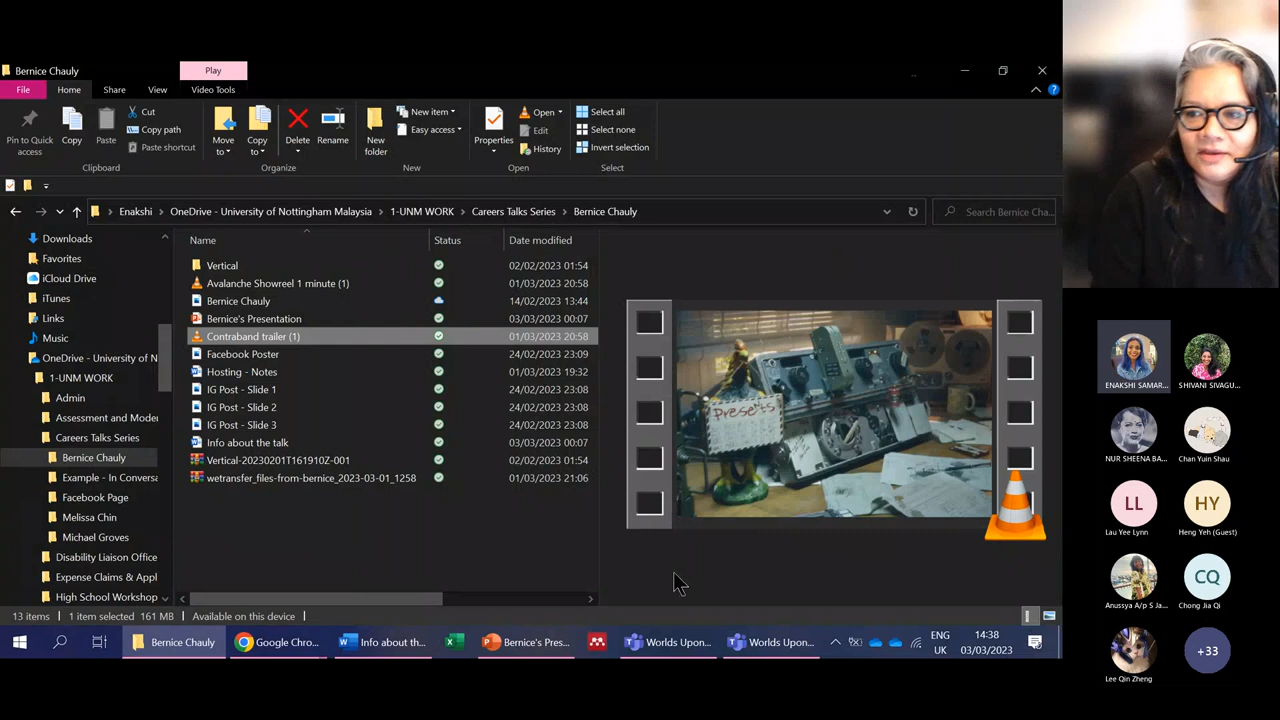 Bernice Chauly
Play
File
Home
Share
View
Video Tools
Pin to Quick
access
Copy
Paste
Cut
Copy path
Paste shortcut
Clipboard
Move
to
Copy
to
Delete
Rename
Organize
New
folder
New item
Easy access
New
Properties
Open
Edit
History
Open
Select all
Select none
Invert selection
Select
Enakshi
OneDrive - University of Nottingham Malaysia
1-UNM WORK
Careers Talks Series
Bernice Chauly
Search Bernice Cha...
Downloads
Favorites
iCloud Drive
iTunes
Links
Music
OneDrive - University of N
1-UNM WORK
Admin
Assessment and Mode
Careers Talks Series
Bernice Chauly
Example - In Conversa
Facebook Page
Melissa Chin
Michael Groves
Disability Liaison Office
Expense Claims & Appl
High School Workshop
Name Status Date modified
Vertical 02/02/2023 01:54
Avalanche Showreel 1 minute (1) 01/03/2023 20:58
Bernice Chauly 14/02/2023 13:44
Bernice's Presentation 03/03/2023 00:07
Contraband trailer (1) 01/03/2023 20:58
Facebook Poster 24/02/2023 23:09
Hosting - Notes 01/03/2023 19:32
IG Post - Slide 1 24/02/2023 23:08
IG Post - Slide 2 24/02/2023 23:08
IG Post - Slide 3 24/02/2023 23:08
Info about the talk 03/03/2023 00:07
Vertical-20230201T161910Z-001 02/02/2023 01:54
wetransfer_files-from-bernice_2023-03-01_1258 01/03/2023 21:06
Presents
13 items
1 item selected 161 MB
Available on this device
Bernice Chauly
Google Chro...
Info about th...
Bernice's Pres...
Worlds Upon...
Worlds Upon...
ENG
UK
14:38
03/03/2023
ENAKSHI SAMAR...
SHIVANI SIVAGU...
NUR SHEENA BA...
Chan Yuin Shau
LL
Lau Yee Lynn
HY
Heng Yeh (Guest)
Anussya A/p S Ja...
CQ
Chong Jia Qi
Lee Qin Zheng
+33